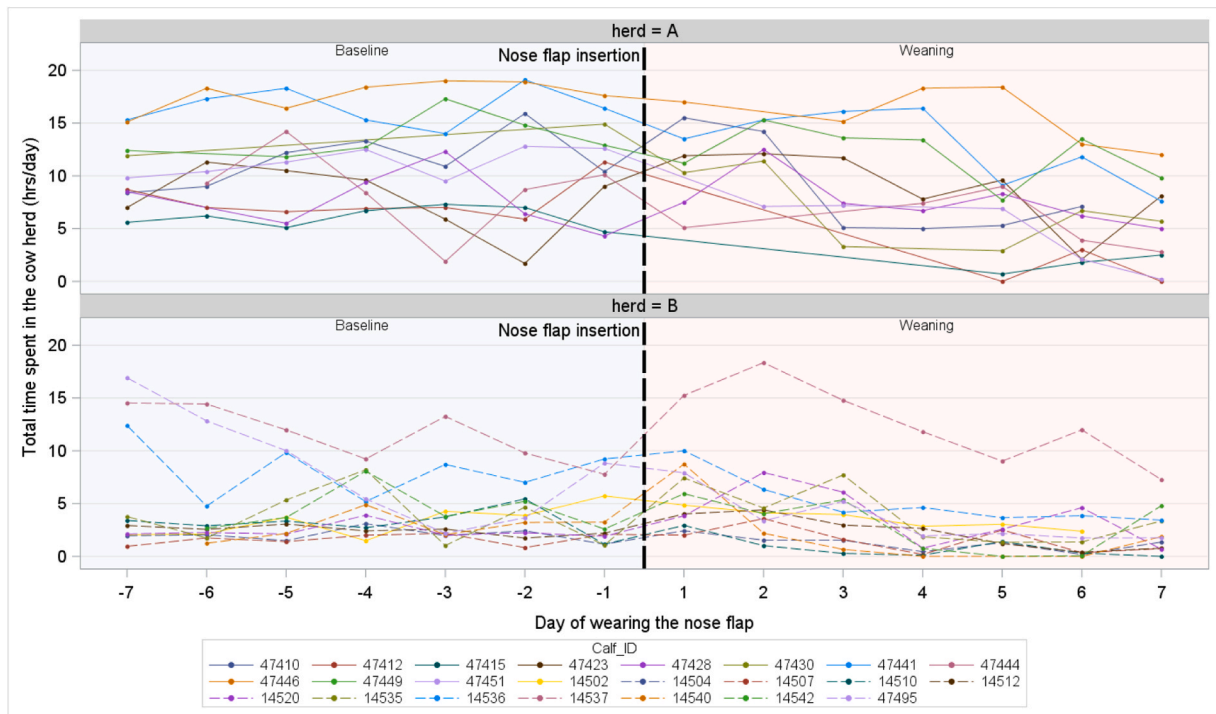 herd = A
Baseline
Weaning
Nose flap insertion
20
15
10
5
0
Total time spent in the cow herd (hrs/day)
herd = B
Baseline
Weaning
Nose flap insertion
20
15
10
5
0
-7 -6 -5 -4 -3 -2 -1 1 2 3 4 5 6 7
Day of wearing the nose flap
Calf_ID
47410 47412 47415 47423 47428 47430 47441 47444
47446 47449 47451 14502 14504 14507 14510 14512
14520 14535 14536 14537 14540 14542 47495